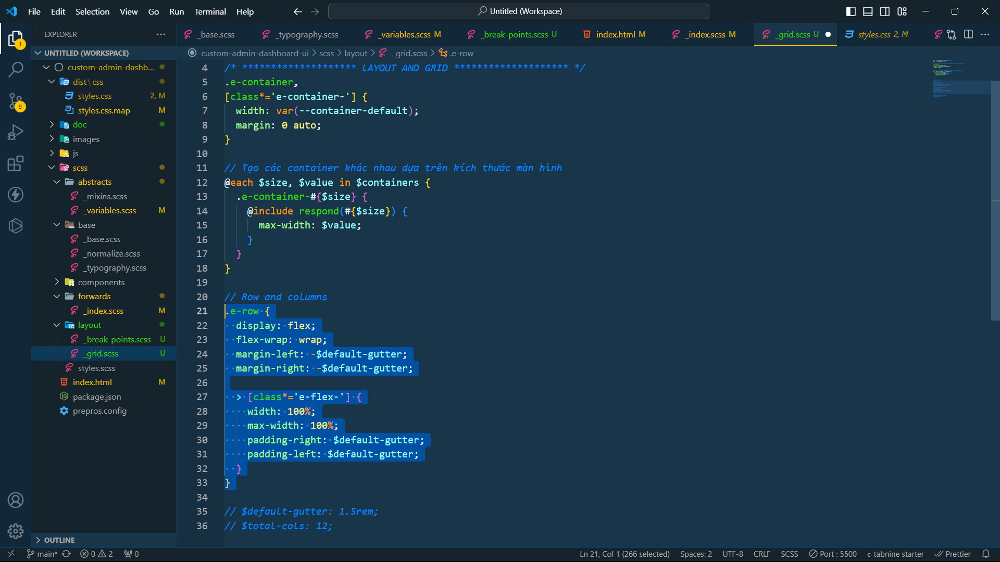 File Edit Selection View Go Run Terminal Help
Untitled (Workspace)
EXPLORER
_base.scss
_typography.scss
_variables.scss M
_break-points.scss U
index.html M
_index.scss M
_grid.scss U
styles.css 2, M
UNTITLED (WORKSPACE)
custom-admin-dashb...
dist\css
styles.css 2, M
styles.css.map M
doc
images
js
scss
abstracts
_mixins.scss
_variables.scss M
base
_base.scss
_normalize.scss
_typography.scss
components
forwards
_index.scss M
layout
_break-points.scss U
_grid.scss U
styles.scss
index.html M
package.json
prepros.config
OUTLINE
1
9
custom-admin-dashboard-ui > scss > layout > _grid.scss > .e-row
4 /* ******************** LAYOUT AND GRID ******************** */
5 .e-container,
6 [class*='e-container-'] {
7 width: var(--container-default);
8 margin: 0 auto;
9 }
10
11 // Tạo các container khác nhau dựa trên kích thước màn hình
12 @each $size, $value in $containers {
13 .e-container-#{$size} {
14 @include respond(#{$size}) {
15 max-width: $value;
16 }
17 }
18 }
19
20 // Row and columns
21 .e-row {
22 display: flex;
23 flex-wrap: wrap;
24 margin-left: -$default-gutter;
25 margin-right: -$default-gutter;
26
27 > [class*='e-flex-'] {
28 width: 100%;
29 max-width: 100%;
30 padding-right: $default-gutter;
31 padding-left: $default-gutter;
32 }
33 }
34
35 // $default-gutter: 1.5rem;
36 // $total-cols: 12;
main* 0 2 0 Ln 21, Col 1 (266 selected) Spaces: 2 UTF-8 CRLF SCSS Port : 5500 tabnine starter Prettier